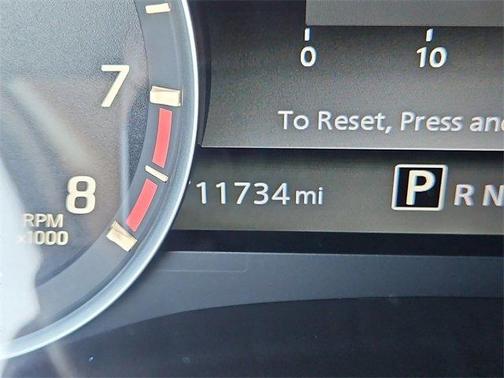 0 10
7
To Reset, Press and
8
11734 mi
P R N
RPM
x1000